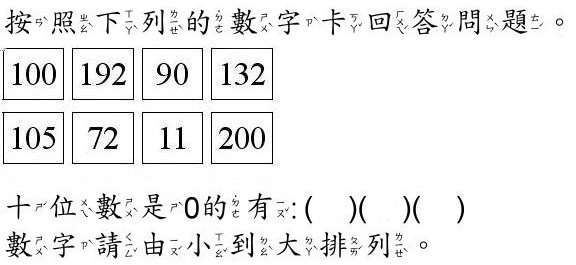 按照下列的數字卡回答問題。
100 192 90 132
105 72 11 200
十位數是0的有:( )( )( )
數字請由小到大排列。